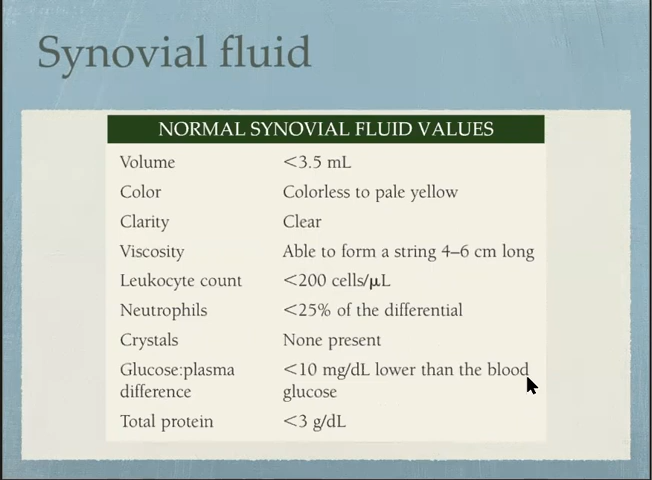 Synovial fluid
NORMAL SYNOVIAL FLUID VALUES
Volume <3.5 mL
Color Colorless to pale yellow
Clarity Clear
Viscosity Able to form a string 4–6 cm long
Leukocyte count <200 cells/μL
Neutrophils <25% of the differential
Crystals None present
Glucose:plasma <10 mg/dL lower than the blood
difference glucose
Total protein <3 g/dL